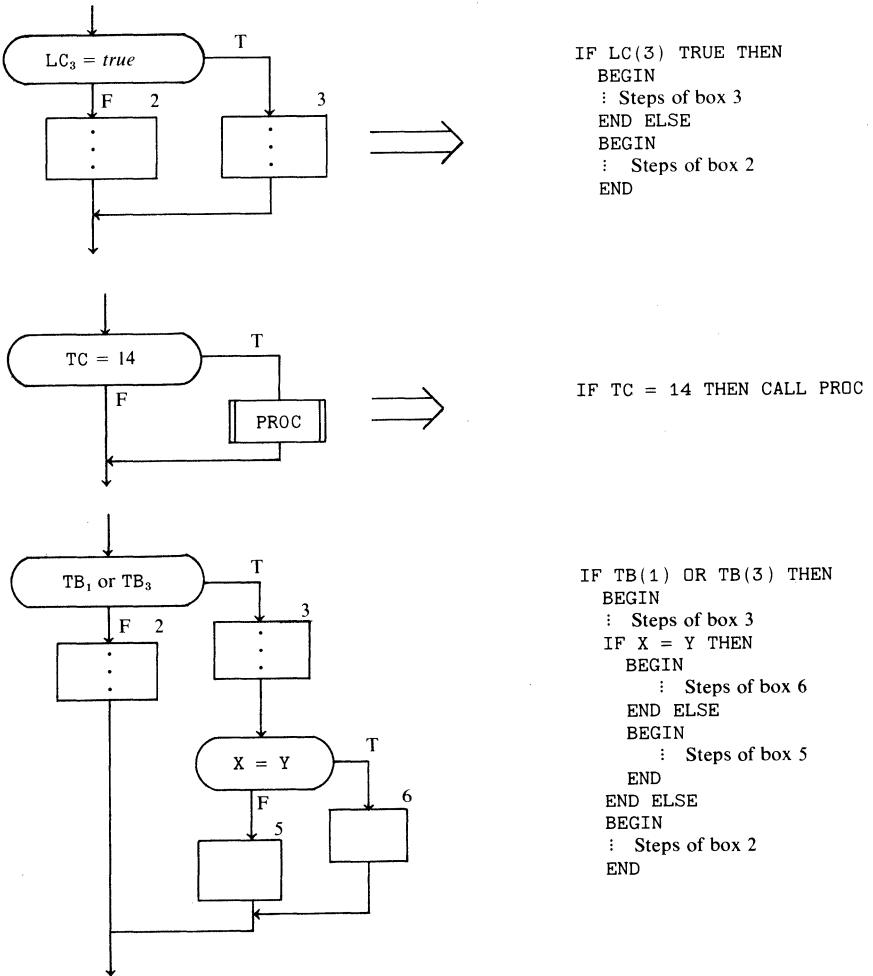 T
LC₃ = true
F 2
3
IF LC(3) TRUE THEN
BEGIN
⋮ Steps of box 3
END ELSE
BEGIN
⋮ Steps of box 2
END
T
TC = 14
F
PROC
IF TC = 14 THEN CALL PROC
T
TB₁ or TB₃
F 2
3
X = Y
T
F
6
5
IF TB(1) OR TB(3) THEN
BEGIN
⋮ Steps of box 3
IF X = Y THEN
BEGIN
⋮ Steps of box 6
END ELSE
BEGIN
⋮ Steps of box 5
END
END ELSE
BEGIN
⋮ Steps of box 2
END